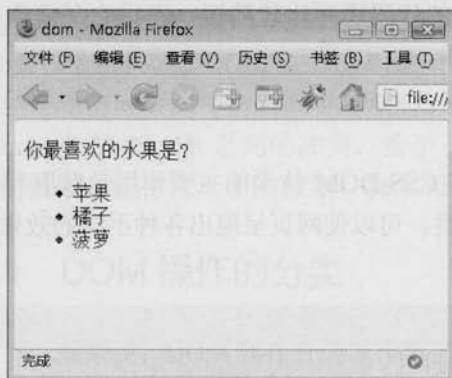 dom - Mozilla Firefox
文件 (F) 编辑 (E) 查看 (V) 历史 (S) 书签 (B) 工具 (T)
file://
你最喜欢的水果是?
• 苹果
• 橘子
• 菠萝
完成